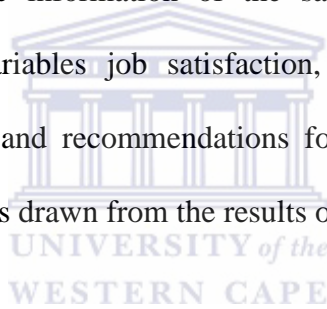 information of the sa
riables job satisfaction,
and recommendations fo
s drawn from the results o
UNIVERSITY of the
WESTERN CAPE